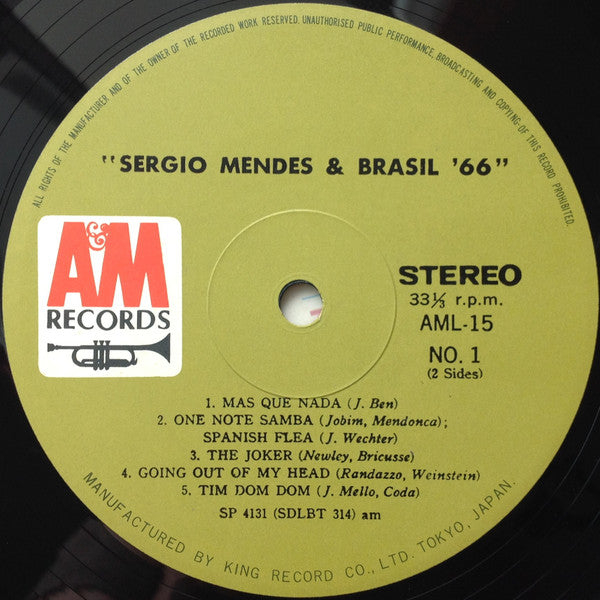 ALL RIGHTS OF THE MANUFACTURER AND OF THE OWNER OF THE RECORDED WORK RESERVED. UNAUTHORISED PUBLIC PERFORMANCE, BROADCASTING AND COPYING OF THIS RECORD PROHIBITED.
"SERGIO MENDES & BRASIL '66"
A&M
RECORDS
STEREO
33⅓ r.p.m.
AML-15
NO. 1
(2 Sides)
1. MAS QUE NADA (J. Ben)
2. ONE NOTE SAMBA (Jobim, Mendonca);
SPANISH FLEA (J. Wechter)
3. THE JOKER (Newley, Bricusse)
4. GOING OUT OF MY HEAD (Randazzo, Weinstein)
5. TIM DOM DOM (J. Mello, Coda)
SP 4131 (SDLBT 314) am
MANUFACTURED BY KING RECORD CO., LTD. TOKYO, JAPAN.